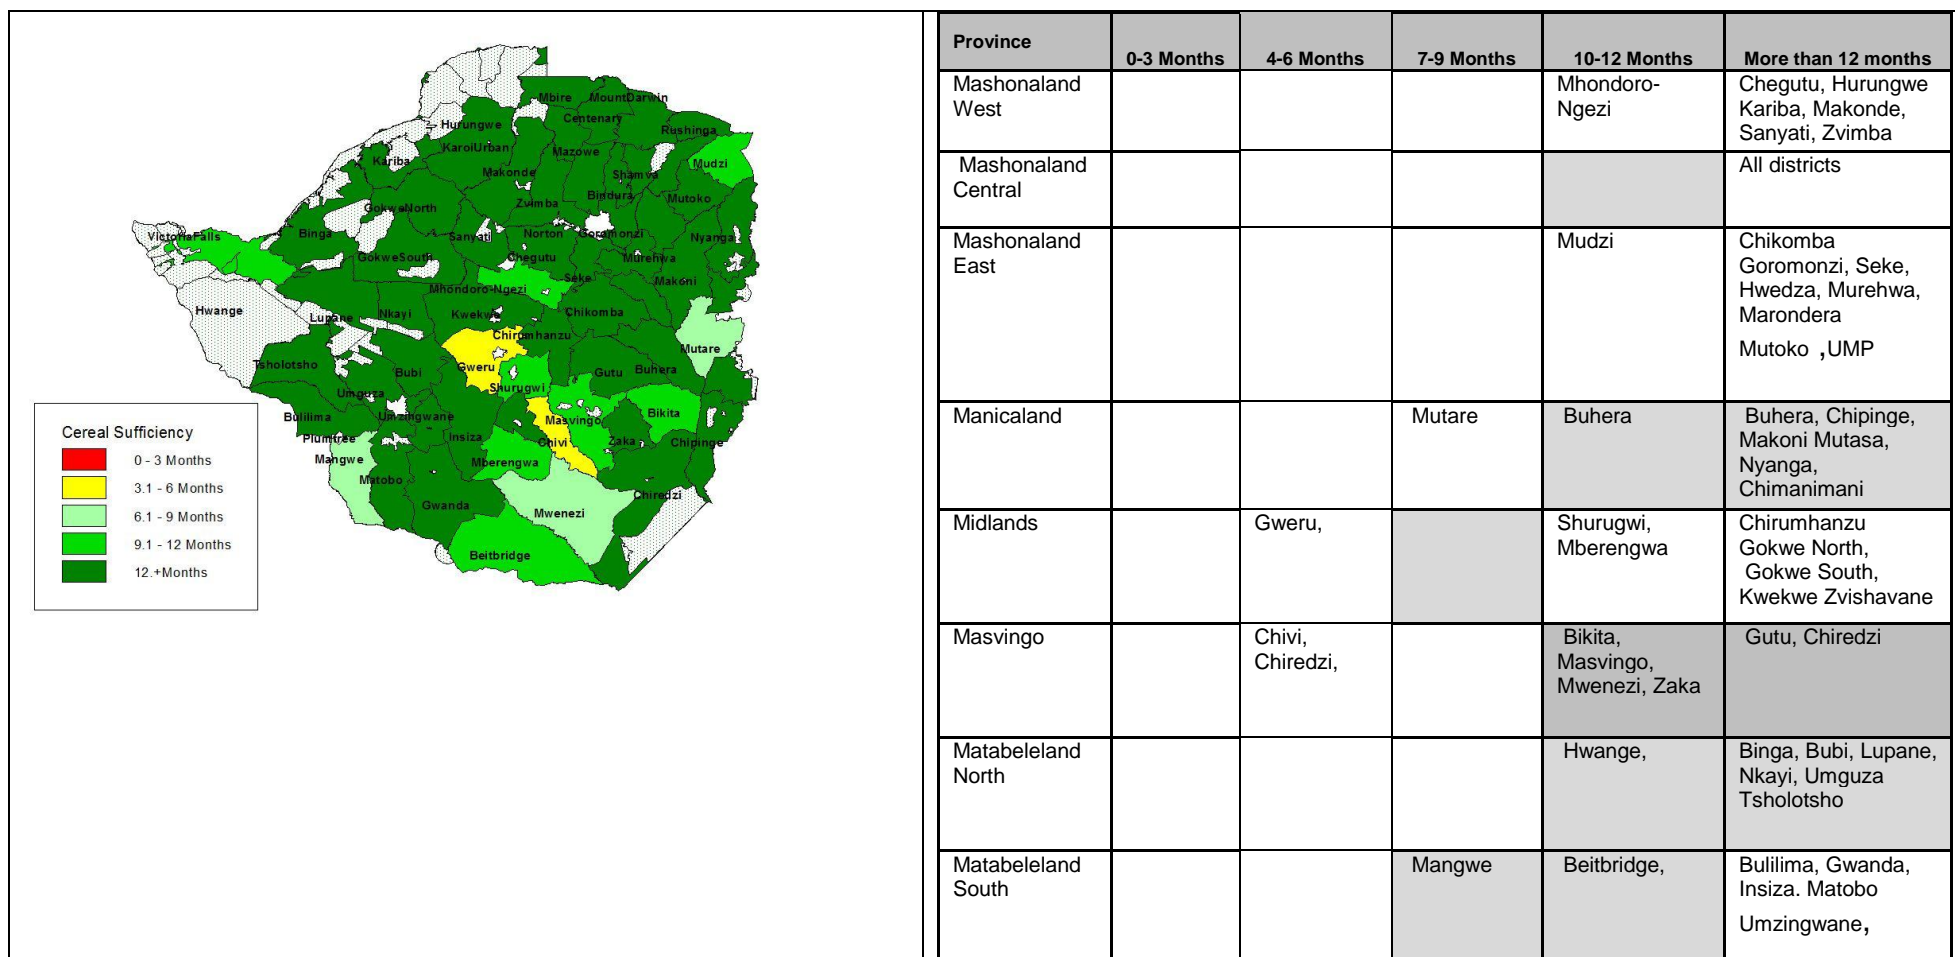 Mbire
MountDarwin
Centenary
Hurungwe
Rushinga
KaroiUrban
Mazowe
Kariba
Mudzi
Makonde
Shamva
Bindura
Mutoko
Zvimba
GokweNorth
Binga
Sanyati
Norton
Goromonzi
Nyanga
VictoriaFalls
GokweSouth
Chegutu
Murehwa
Seke
Makoni
Mhondoro-Ngezi
Hwange
Lupane
Nkayi
Kwekwe
Chikomba
Chirumhanzu
Mutare
Tsholotsho
Bubi
Gweru
Gutu
Buhera
Shurugwi
Umguza
Bulilima
Umzingwane
Masvingo
Bikita
Plumtree
Insiza
Chivi
Zaka
Chipinge
Mangwe
Mberengwa
Matobo
Chiredzi
Gwanda
Mwenezi
Beitbridge
Cereal Sufficiency
0 - 3 Months
3.1 - 6 Months
6.1 - 9 Months
9.1 - 12 Months
12.+Months
Province
0-3 Months 4-6 Months 7-9 Months 10-12 Months More than 12 months
Mashonaland West
Mhondoro-
Ngezi
Chegutu, Hurungwe
Kariba, Makonde,
Sanyati, Zvimba
Mashonaland
Central
All districts
Mashonaland
East
Mudzi
Chikomba
Goromonzi, Seke,
Hwedza, Murehwa,
Marondera
Mutoko ,UMP
Manicaland
Mutare
Buhera
Buhera, Chipinge,
Makoni Mutasa,
Nyanga,
Chimanimani
Midlands
Gweru,
Shurugwi,
Mberengwa
Chirumhanzu
Gokwe North,
Gokwe South,
Kwekwe Zvishavane
Masvingo
Chivi,
Chiredzi,
Bikita,
Masvingo,
Mwenezi, Zaka
Gutu, Chiredzi
Matabeleland
North
Hwange,
Binga, Bubi, Lupane,
Nkayi, Umguza
Tsholotsho
Matabeleland
South
Mangwe
Beitbridge,
Bulilima, Gwanda,
Insiza. Matobo
Umzingwane,